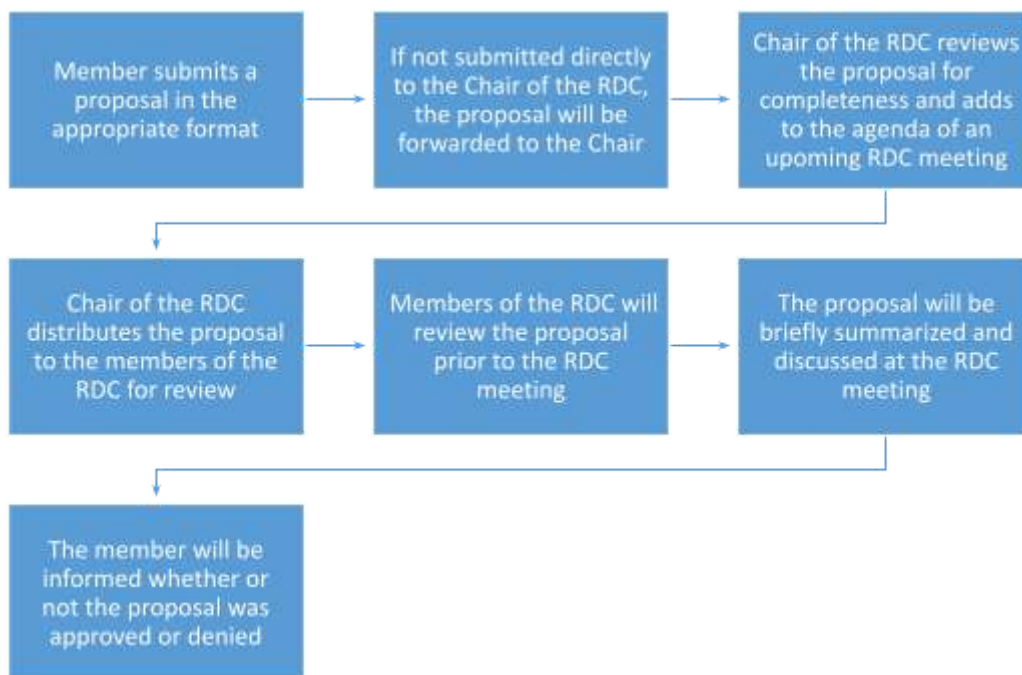 Member submits a
proposal in the
appropriate format
If not submitted directly
to the Chair of the RDC,
the proposal will be
forwarded to the Chair
Chair of the RDC reviews
the proposal for
completeness and adds
to the agenda of an
upoming RDC meeting
Chair of the RDC
distributes the proposal
to the members of the
RDC for review
Members of the RDC will
review the proposal
prior to the RDC
meeting
The proposal will be
briefly summarized and
discussed at the RDC
meeting
The member will be
informed whether or
not the proposal was
approved or denied